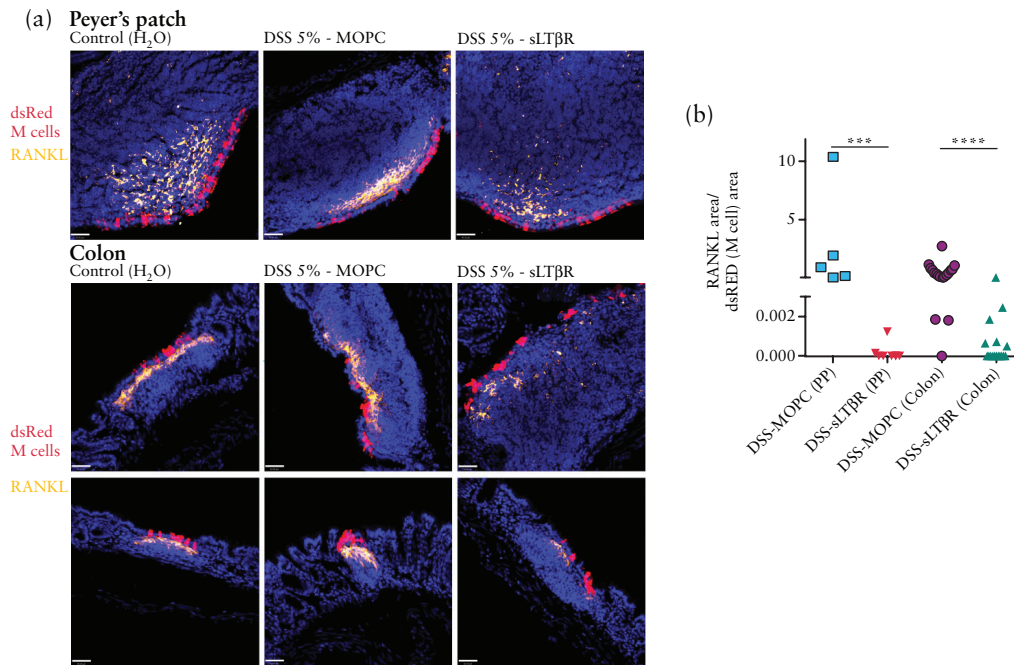 (a)
Peyer's patch
Control (H₂O)
DSS 5% - MOPC
DSS 5% - sLTβR
dsRed
M cells
RANKL
Colon
Control (H₂O)
DSS 5% - MOPC
DSS 5% - sLTβR
dsRed
M cells
RANKL
(b)
RANKL area/
dsRED (M cell) area
10
5
0.002
0.000
***
****
DSS-MOPC (PP)
DSS-sLTβR (PP)
DSS-MOPC (Colon)
DSS-sLTβR (Colon)